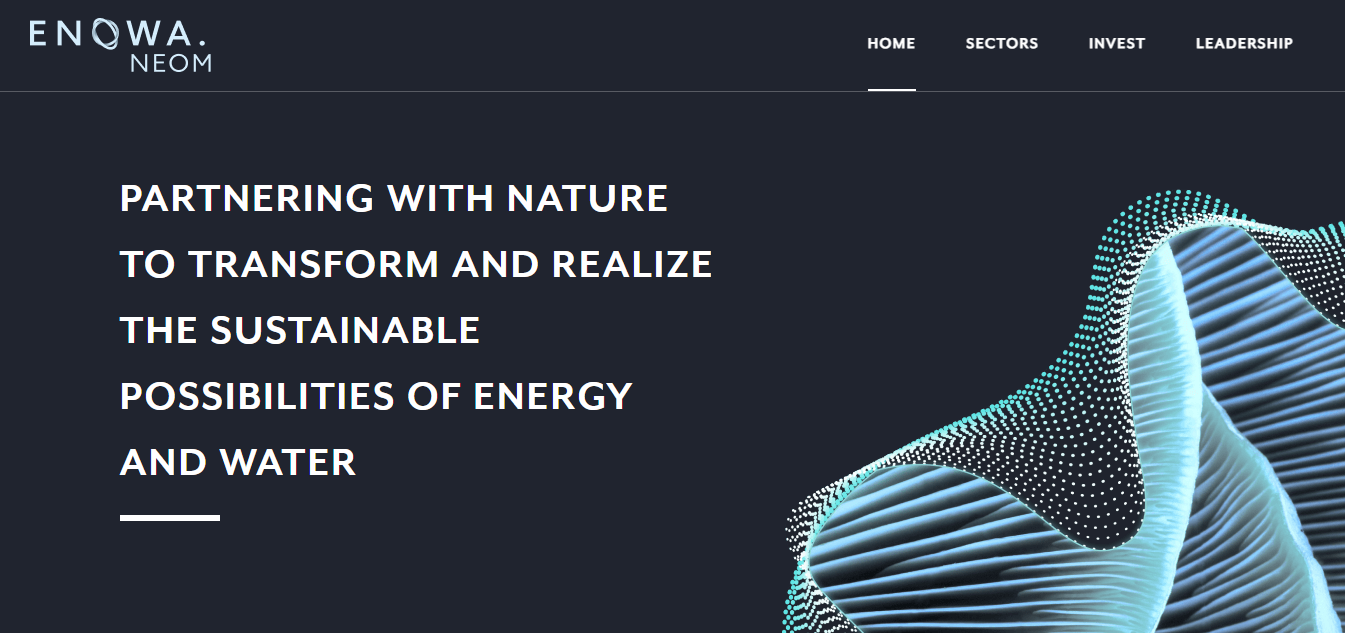 ENOWA.
NEOM
HOME SECTORS INVEST LEADERSHIP
PARTNERING WITH NATURE
TO TRANSFORM AND REALIZE
THE SUSTAINABLE
POSSIBILITIES OF ENERGY
AND WATER